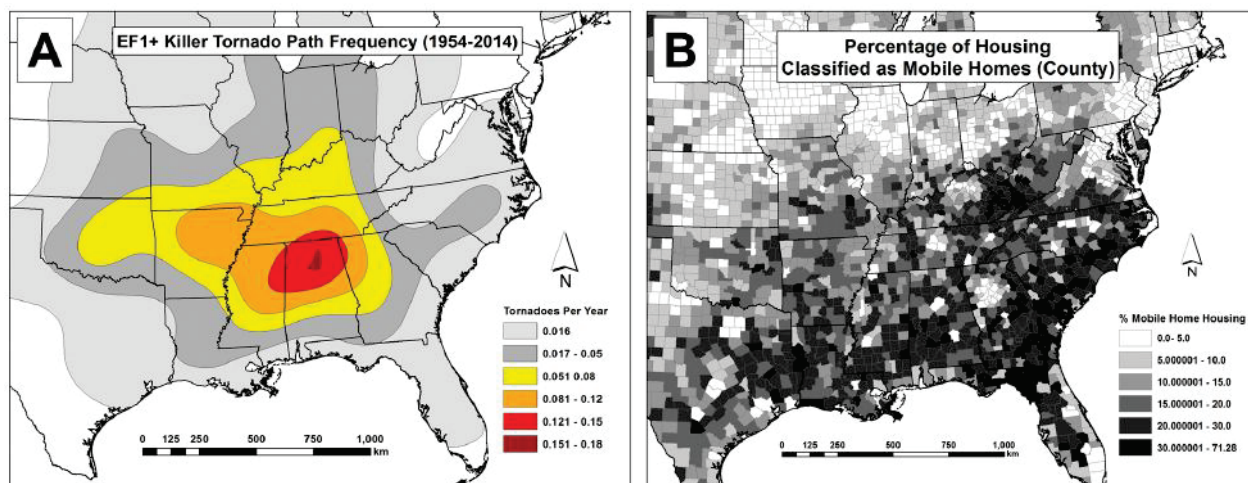 A
EF1+ Killer Tornado Path Frequency (1954-2014)
N
Tornadoes Per Year
0.016
0.017 - 0.05
0.051 0.08
0.081 - 0.12
0.121 - 0.15
0.151 - 0.18
0 125 250 500 750 1,000
km
B
Percentage of Housing
Classified as Mobile Homes (County)
N
% Mobile Home Housing
0.0- 5.0
5.000001 - 10.0
10.000001 - 15.0
15.000001 - 20.0
20.000001 - 30.0
30.000001 - 71.28
0 125 250 500 750 1,000
km